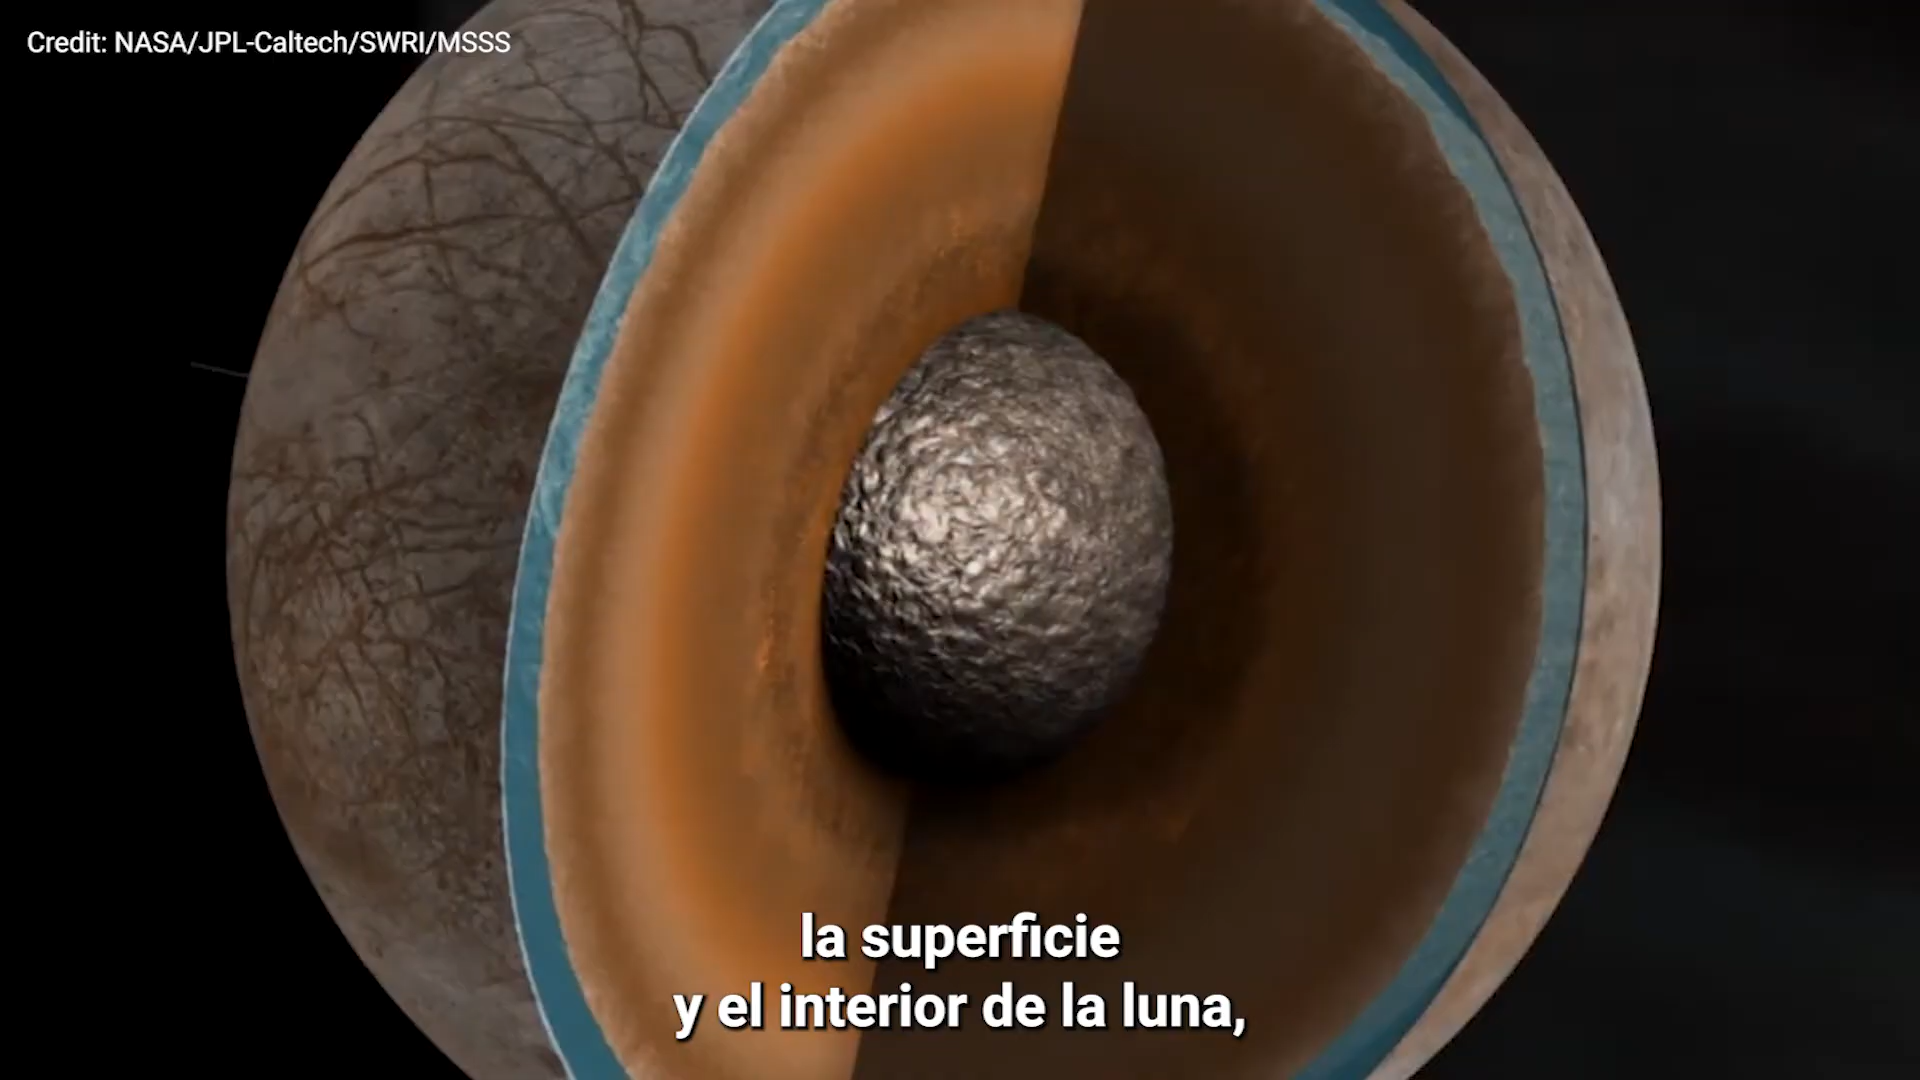 Credit: NASA/JPL-Caltech/SWRI/MSSS
la superficie
y el interior de la luna,